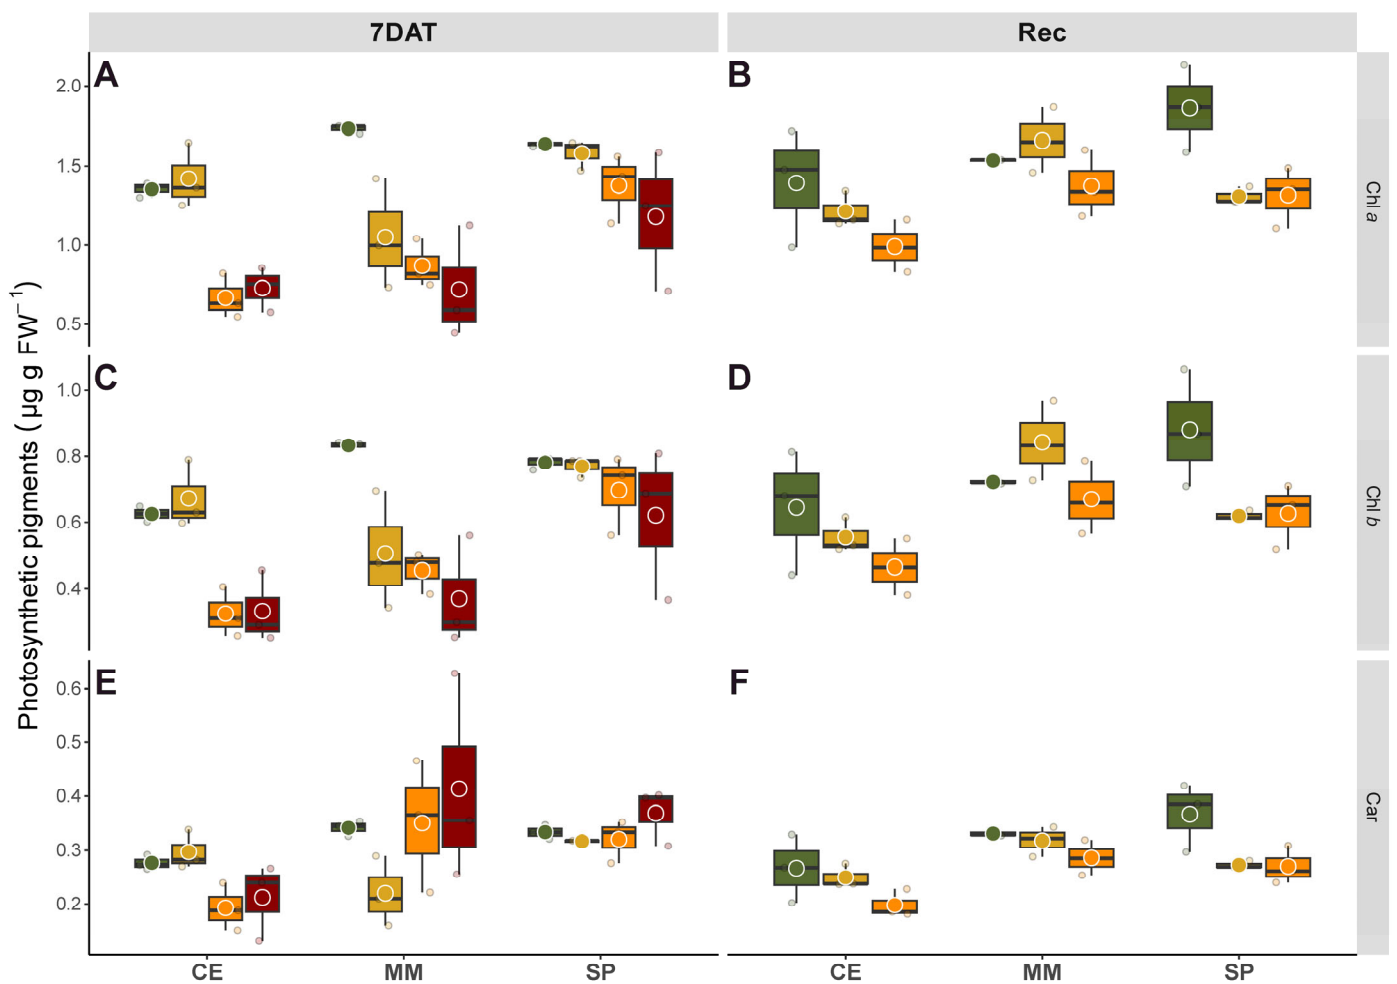 7DAT Rec
A B
2.0
1.5
1.0
0.5
Chl a
C D
1.0
0.8
0.6
0.4
Chl b
E F
0.6
0.5
0.4
0.3
0.2
Car
Photosynthetic pigments (µg g FW⁻¹)
CE MM SP CE MM SP